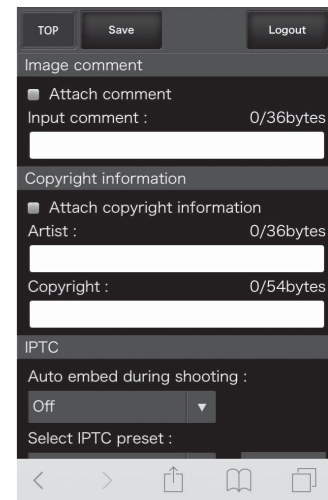 TOP Save Logout
Image comment
Attach comment
Input comment : 0/36bytes
Copyright information
Attach copyright information
Artist : 0/36bytes
Copyright : 0/54bytes
IPTC
Auto embed during shooting :
Off
Select IPTC preset :